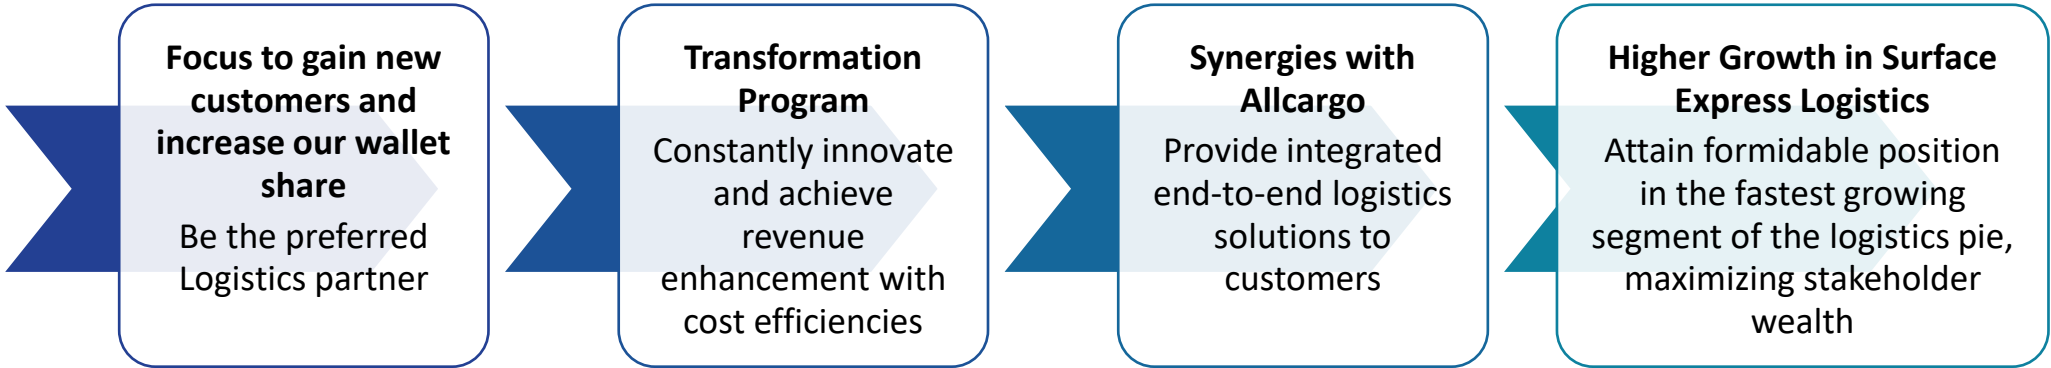 Focus to gain new
customers and
increase our wallet
share
Be the preferred
Logistics partner
Transformation
Program
Constantly innovate
and achieve
revenue
enhancement with
cost efficiencies
Synergies with
Allcargo
Provide integrated
end-to-end logistics
solutions to
customers
Higher Growth in Surface
Express Logistics
Attain formidable position
in the fastest growing
segment of the logistics pie,
maximizing stakeholder
wealth